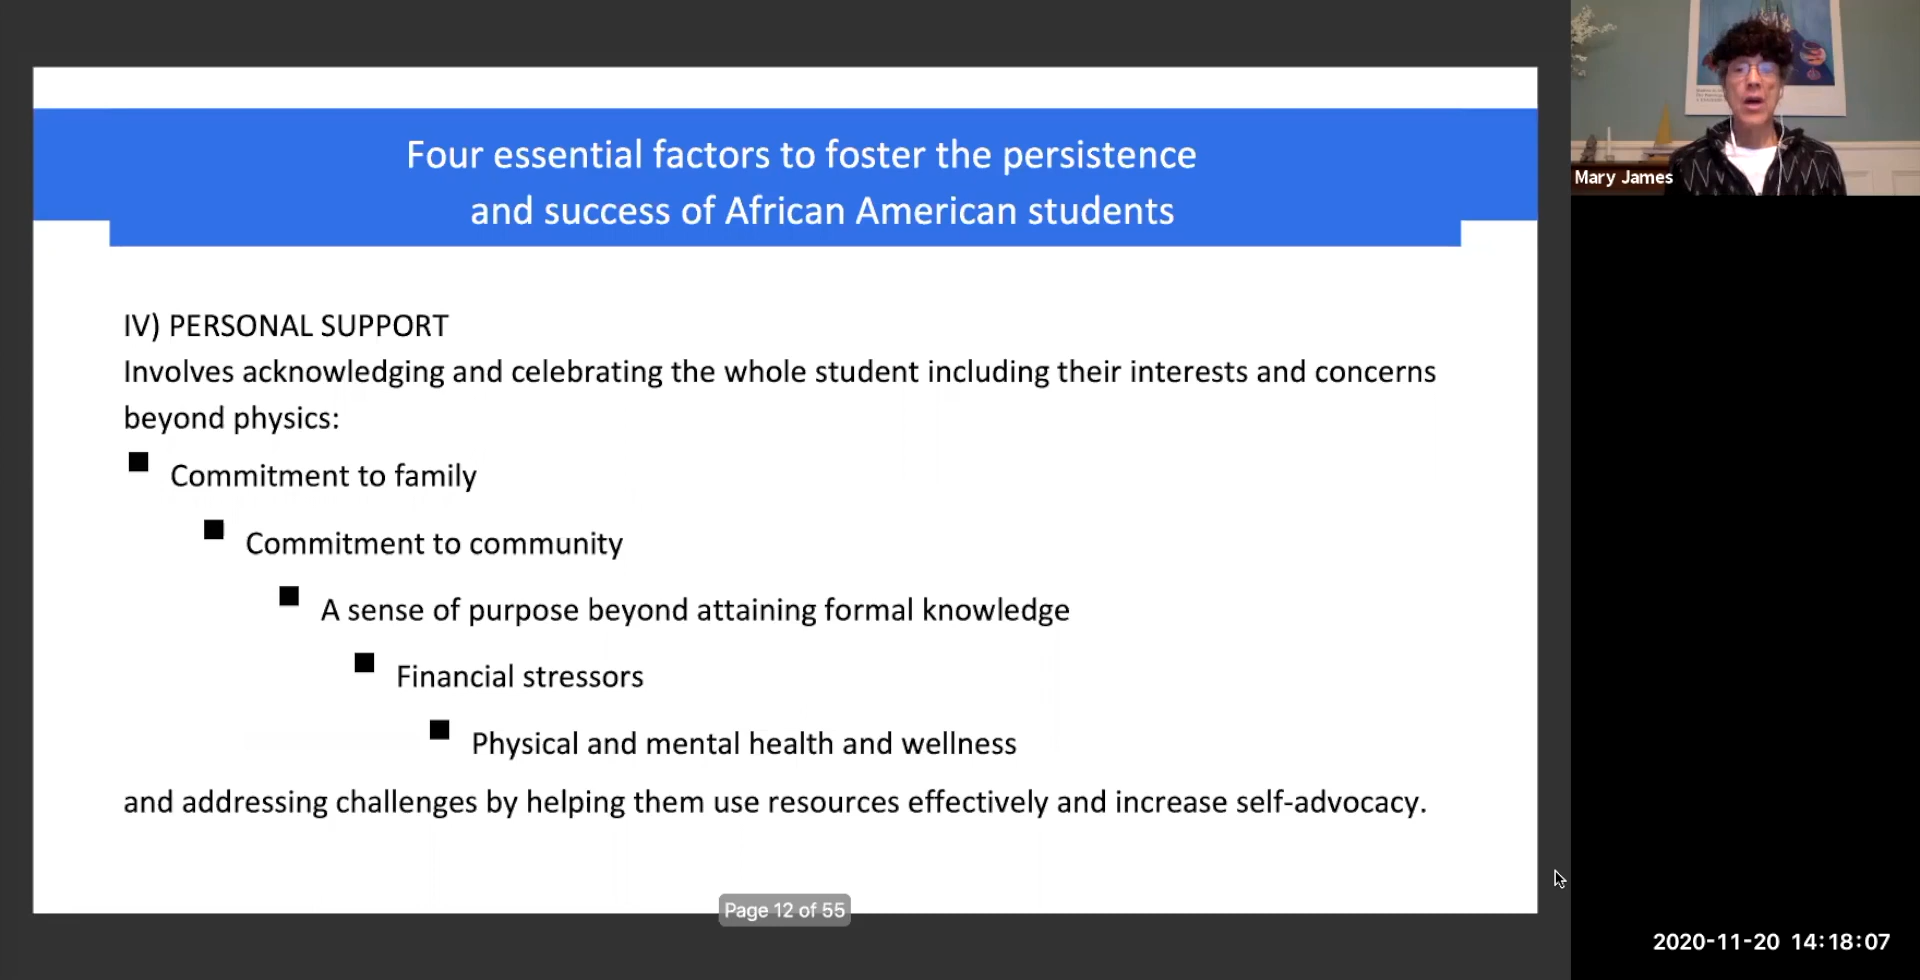 Four essential factors to foster the persistence
and success of African American students
IV) PERSONAL SUPPORT
Involves acknowledging and celebrating the whole student including their interests and concerns
beyond physics:
■ Commitment to family
■ Commitment to community
■ A sense of purpose beyond attaining formal knowledge
■ Financial stressors
■ Physical and mental health and wellness
and addressing challenges by helping them use resources effectively and increase self-advocacy.
Page 12 of 55
Mary James
2020-11-20 14:18:07